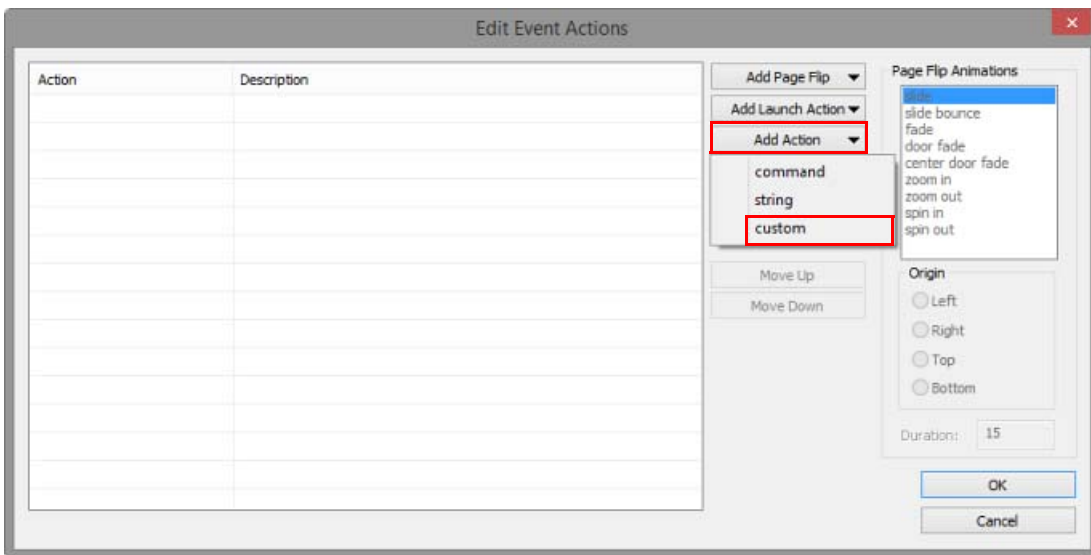 Edit Event Actions
Action
Description
Add Page Flip
Add Launch Action
Add Action
command
string
custom
Move Up
Move Down
Page Flip Animations
slide
slide bounce
fade
door fade
center door fade
zoom in
zoom out
spin in
spin out
Origin
Left
Right
Top
Bottom
Duration: 15
OK
Cancel